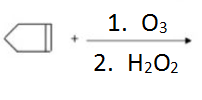 +
1. O₃
2. H₂O₂